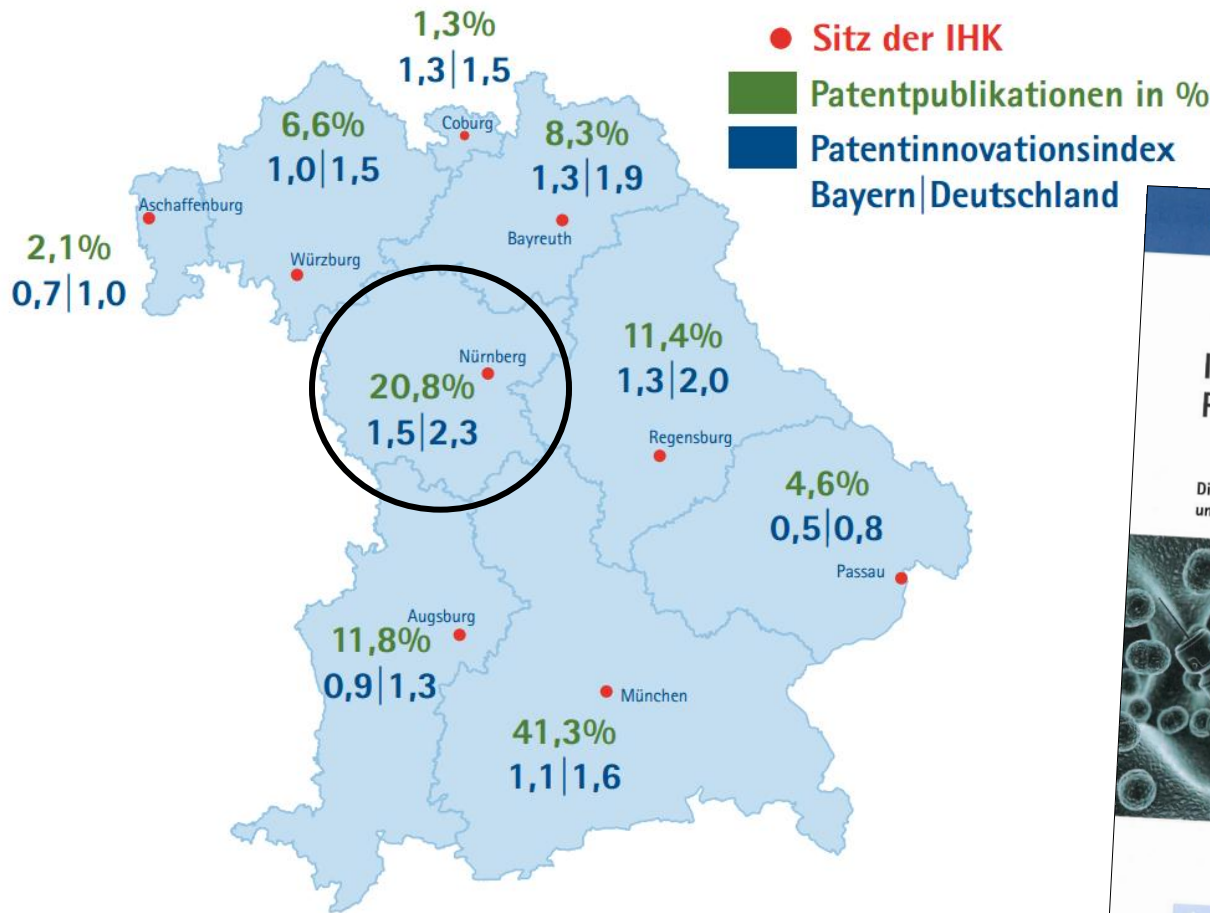 1,3%
1,3|1,5
Sitz der IHK
Patentpublikationen in %
Patentinnovationsindex
Bayern|Deutschland
6,6%
1,0|1,5
Coburg
8,3%
1,3|1,9
Aschaffenburg
2,1%
0,7|1,0
Würzburg
Bayreuth
Nürnberg
20,8%
1,5|2,3
11,4%
1,3|2,0
Regensburg
4,6%
0,5|0,8
Passau
Augsburg
11,8%
0,9|1,3
München
41,3%
1,1|1,6